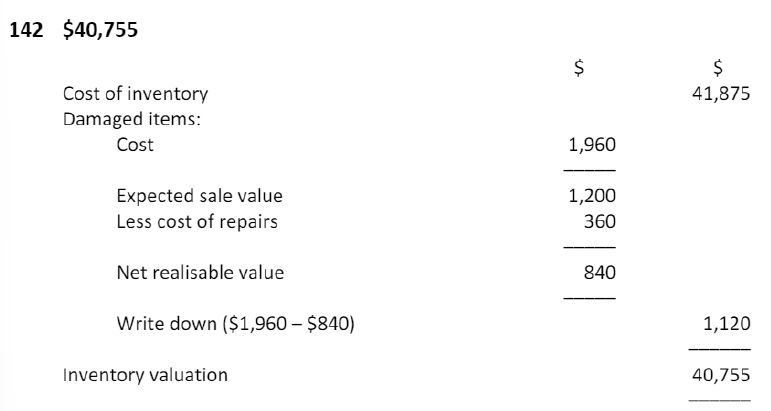 142 $40,755
$ $
Cost of inventory 41,875
Damaged items:
Cost 1,960
Expected sale value 1,200
Less cost of repairs 360
Net realisable value 840
Write down ($1,960 – $840) 1,120
Inventory valuation 40,755